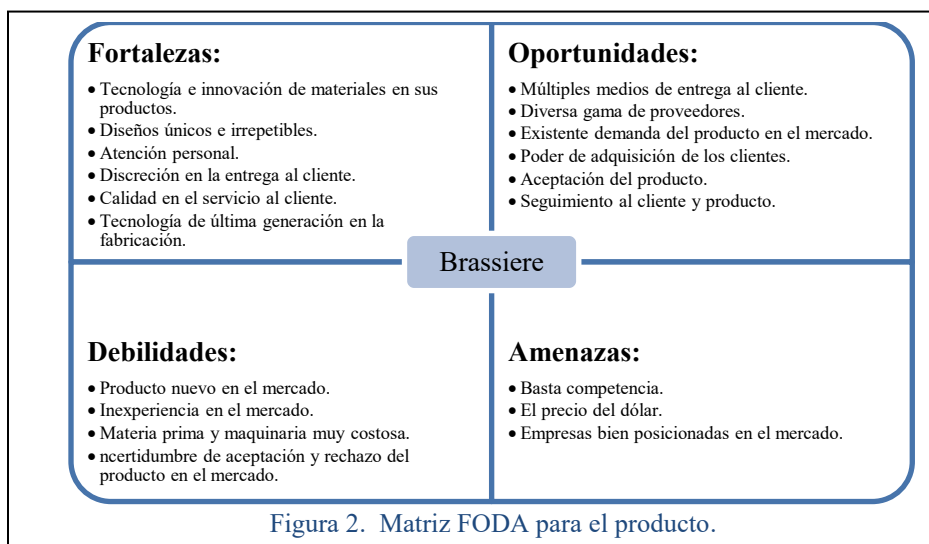 Fortalezas:
• Tecnología e innovación de materiales en sus
productos.
• Diseños únicos e irrepetibles.
• Atención personal.
• Discreción en la entrega al cliente.
• Calidad en el servicio al cliente.
• Tecnología de última generación en la
fabricación.
Oportunidades:
• Múltiples medios de entrega al cliente.
• Diversa gama de proveedores.
• Existente demanda del producto en el mercado.
• Poder de adquisición de los clientes.
• Aceptación del producto.
• Seguimiento al cliente y producto.
Brassiere
Debilidades:
• Producto nuevo en el mercado.
• Inexperiencia en el mercado.
• Materia prima y maquinaria muy costosa.
• ncertidumbre de aceptación y rechazo del
producto en el mercado.
Amenazas:
• Basta competencia.
• El precio del dólar.
• Empresas bien posicionadas en el mercado.
Figura 2. Matriz FODA para el producto.